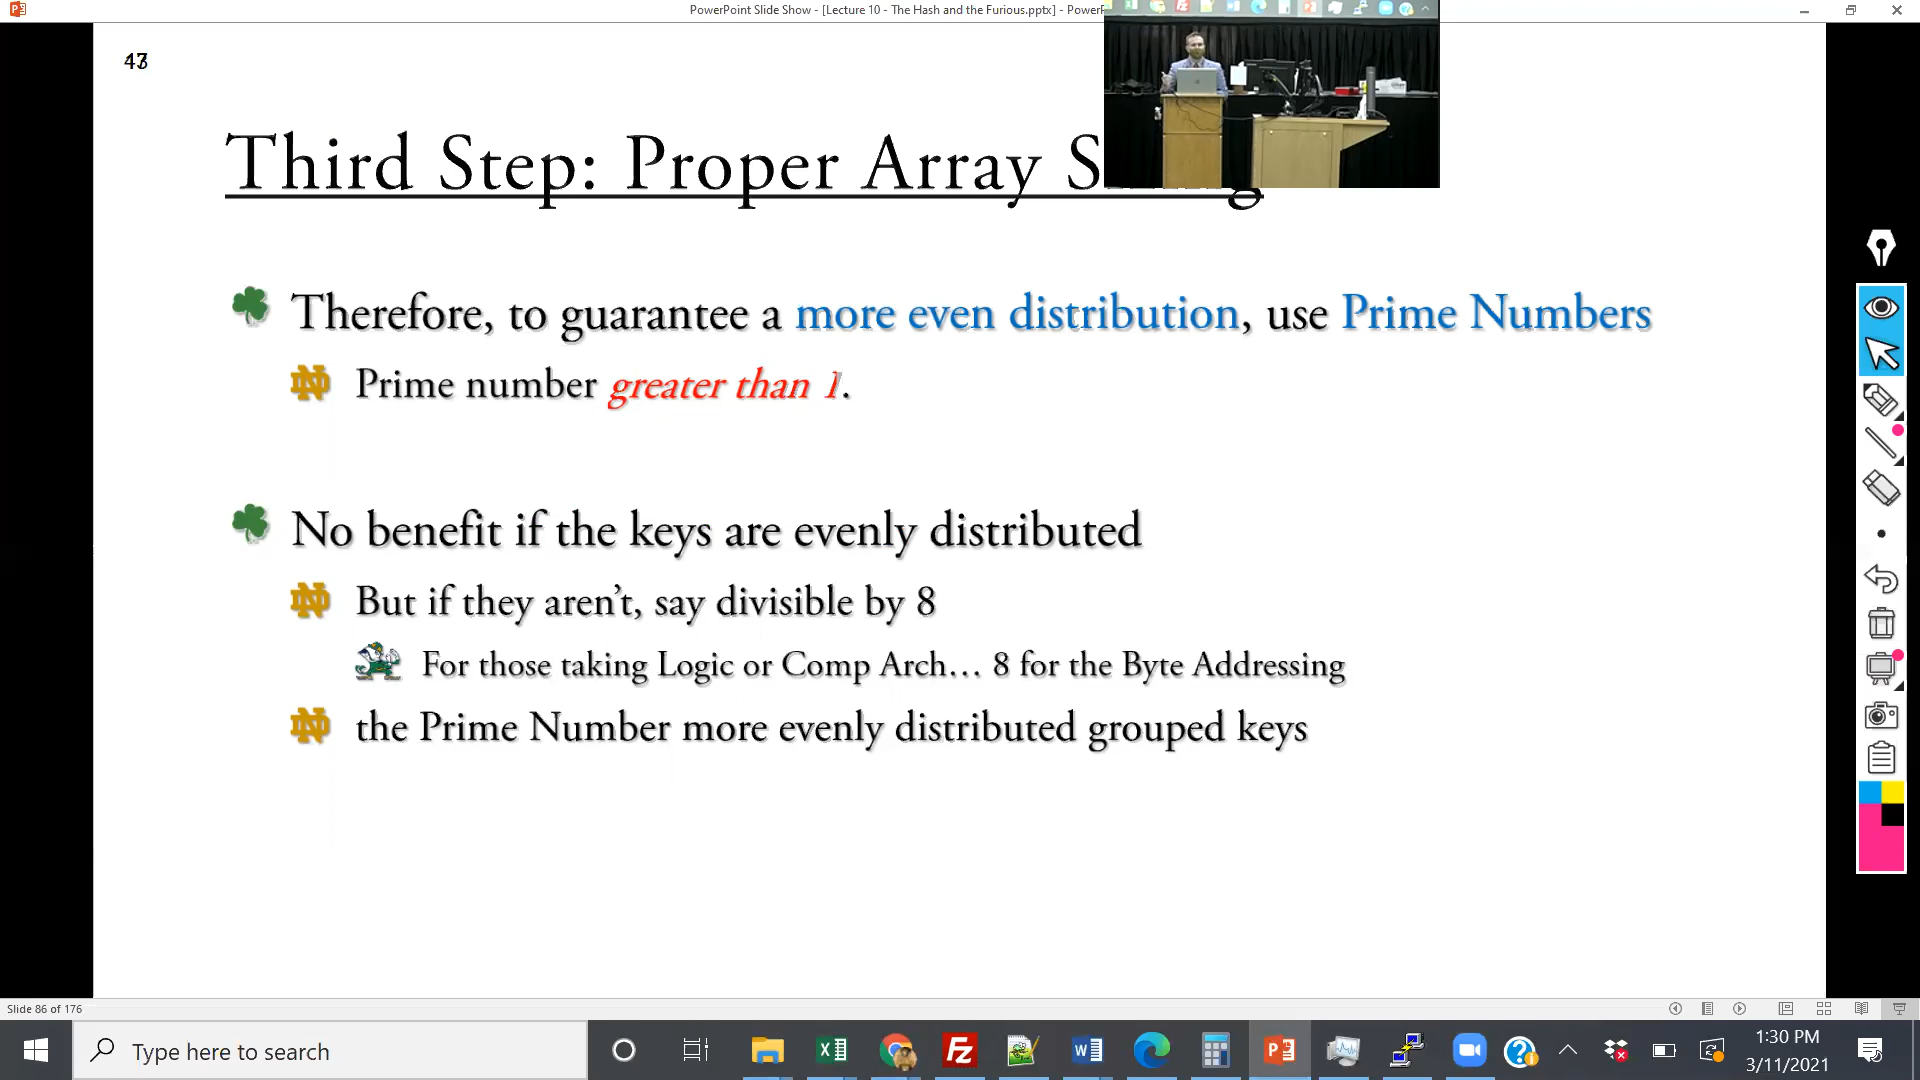 PowerPoint Slide Show - [Lecture 10 - The Hash and the Furious.pptx] - PowerP
Third Step: Proper Array S
Therefore, to guarantee a more even distribution, use Prime Numbers
Prime number greater than 1.
No benefit if the keys are evenly distributed
But if they aren't, say divisible by 8
For those taking Logic or Comp Arch... 8 for the Byte Addressing
the Prime Number more evenly distributed grouped keys
Slide 86 of 176
Type here to search
1:30 PM
3/11/2021